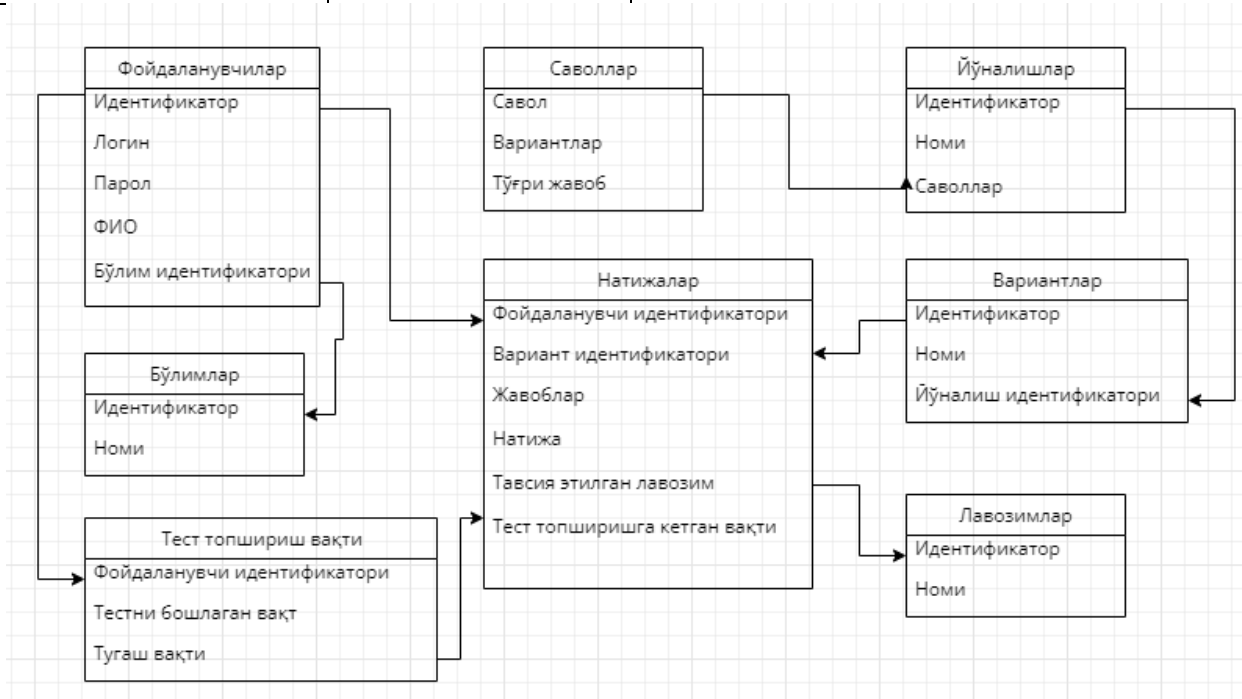 Фойдаланувчилар
Идентификатор
Логин
Парол
ФИО
Бўлим идентификатори
Саволлар
Савол
Вариантлар
Тўғри жавоб
Йўналишлар
Идентификатор
Номи
Саволлар
Натижалар
Фойдаланувчи идентификатори
Вариант идентификатори
Жавоблар
Натижа
Тавсия этилган лавозим
Тест топширишга кетган вақти
Вариантлар
Идентификатор
Номи
Йўналиш идентификатори
Бўлимлар
Идентификатор
Номи
Тест топшириш вақти
Фойдаланувчи идентификатори
Тестни бошлаган вақт
Тугаш вақти
Лавозимлар
Идентификатор
Номи